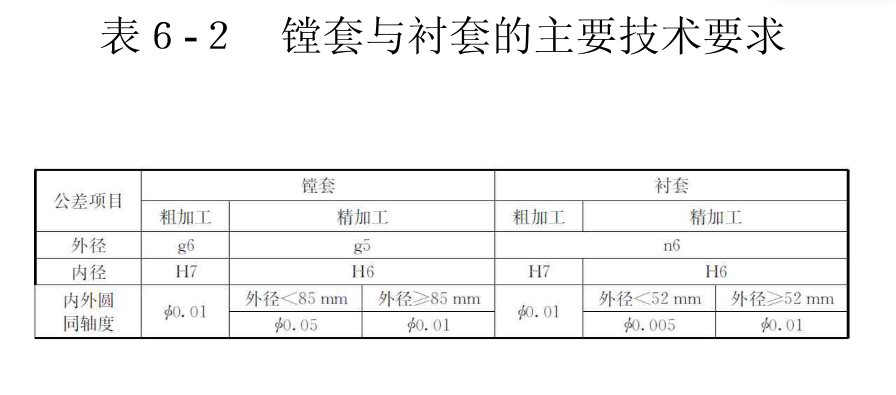 表 6 - 2 镗套与衬套的主要技术要求
公差项目 镗套 衬套
粗加工 精加工 粗加工 精加工
外径 g6 g5 n6
内径 H7 H6 H7 H6
内外圆同轴度 ϕ0.01 外径<85 mm 外径≥85 mm ϕ0.01 外径<52 mm 外径≥52 mm
ϕ0.05 ϕ0.01 ϕ0.005 ϕ0.01